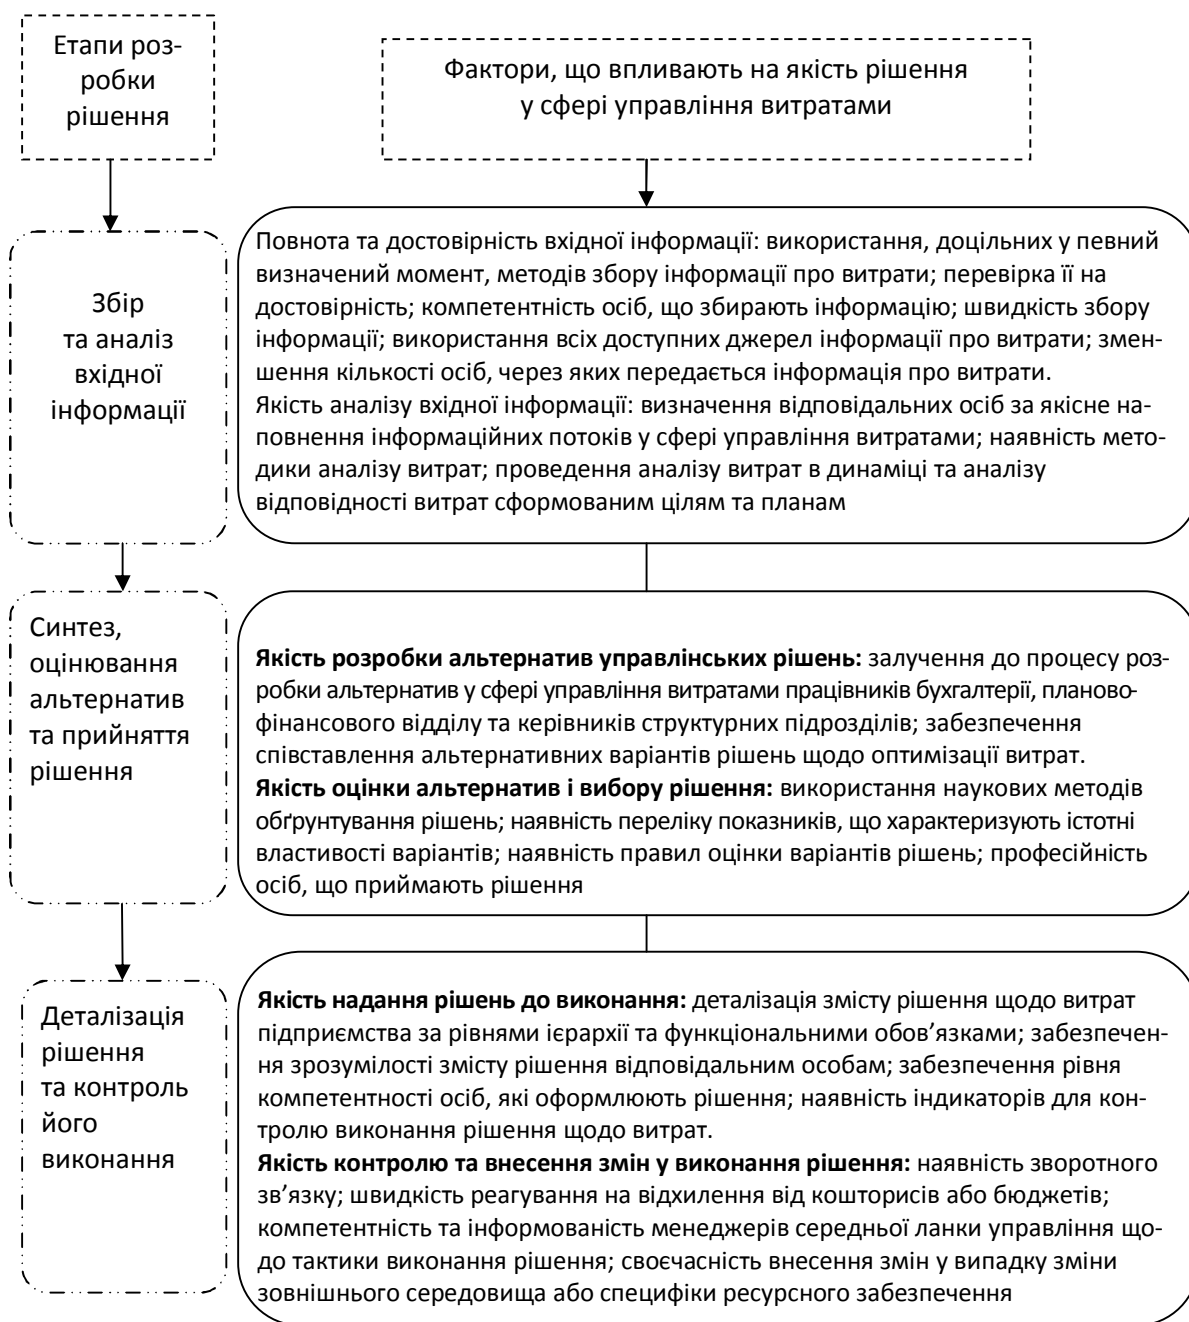 Етапи роз-
робки
рішення
Фактори, що впливають на якість рішення
у сфері управління витратами
Збір
та аналіз
вхідної
інформації
Повнота та достовірність вхідної інформації: використання, доцільних у певний
визначений момент, методів збору інформації про витрати; перевірка її на
достовірність; компетентність осіб, що збирають інформацію; швидкість збору
інформації; використання всіх доступних джерел інформації про витрати; змен-
шення кількості осіб, через яких передається інформація про витрати.
Якість аналізу вхідної інформації: визначення відповідальних осіб за якісне на-
повнення інформаційних потоків у сфері управління витратами; наявність мето-
дики аналізу витрат; проведення аналізу витрат в динаміці та аналізу
відповідності витрат сформованим цілям та планам
Синтез,
оцінювання
альтернатив
та прийняття
рішення
Якість розробки альтернатив управлінських рішень: залучення до процесу роз-
робки альтернатив у сфері управління витратами працівників бухгалтерії, планово-
фінансового відділу та керівників структурних підрозділів; забезпечення
співставлення альтернативних варіантів рішень щодо оптимізації витрат.
Якість оцінки альтернатив і вибору рішення: використання наукових методів
обґрунтування рішень; наявність переліку показників, що характеризують істотні
властивості варіантів; наявність правил оцінки варіантів рішень; професійність
осіб, що приймають рішення
Деталізація
рішення
та контроль
його
виконання
Якість надання рішень до виконання: деталізація змісту рішення щодо витрат
підприємства за рівнями ієрархії та функціональними обов’язками; забезпечен-
ня зрозумілості змісту рішення відповідальним особам; забезпечення рівня
компетентності осіб, які оформлюють рішення; наявність індикаторів для кон-
тролю виконання рішення щодо витрат.
Якість контролю та внесення змін у виконання рішення: наявність зворотного
зв’язку; швидкість реагування на відхилення від кошторисів або бюджетів;
компетентність та інформованість менеджерів середньої ланки управління що-
до тактики виконання рішення; своєчасність внесення змін у випадку зміни
зовнішнього середовища або специфіки ресурсного забезпечення